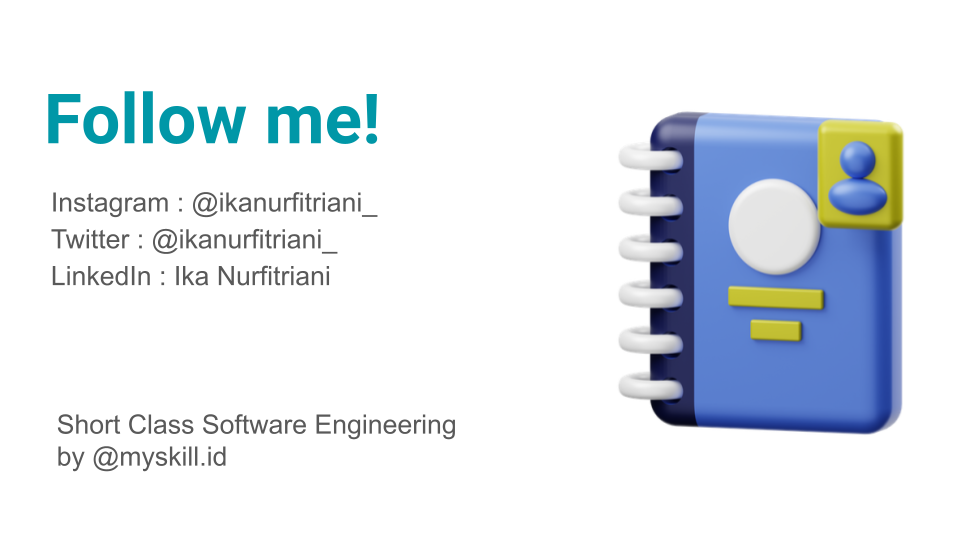 Follow me!
Instagram : @ikanurfitriani_
Twitter : @ikanurfitriani_
LinkedIn : Ika Nurfitriani
Short Class Software Engineering
by @myskill.id